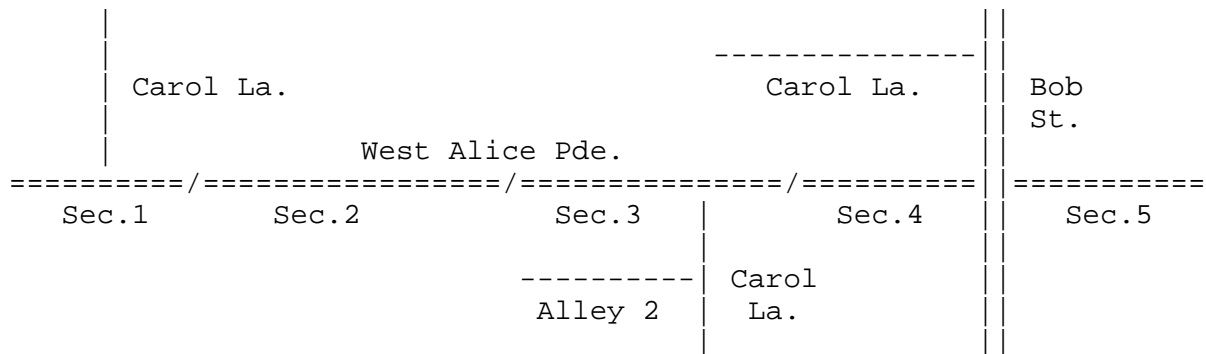 Carol La. Carol La. Bob
St.
West Alice Pde.
Sec.1 Sec.2 Sec.3 Sec.4 Sec.5
Carol
Alley 2 La.